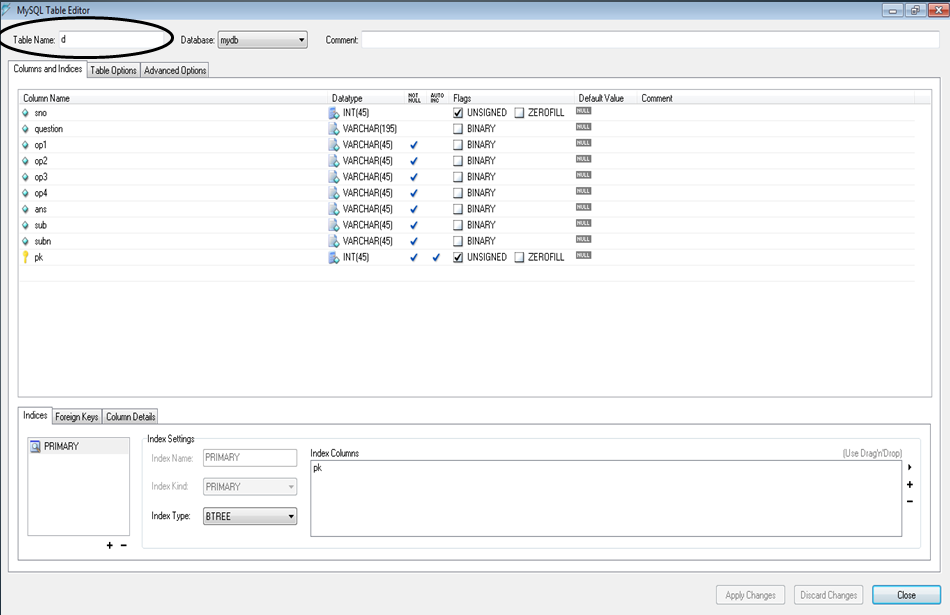 MySQL Table Editor
Table Name: d Database: mydb Comment:
Columns and Indices Table Options Advanced Options
Column Name Datatype NOT NULL AUTO INC Flags Default Value Comment
sno INT(45) UNSIGNED ZEROFILL NULL
question VARCHAR(195) BINARY NULL
op1 VARCHAR(45) BINARY NULL
op2 VARCHAR(45) BINARY NULL
op3 VARCHAR(45) BINARY NULL
op4 VARCHAR(45) BINARY NULL
ans VARCHAR(45) BINARY NULL
sub VARCHAR(45) BINARY NULL
subn VARCHAR(45) BINARY NULL
pk INT(45) UNSIGNED ZEROFILL NULL
Indices Foreign Keys Column Details
PRIMARY
Index Settings
Index Name: PRIMARY
Index Kind: PRIMARY
Index Type: BTREE
Index Columns (Use Drag'n'Drop)
pk
Apply Changes Discard Changes Close